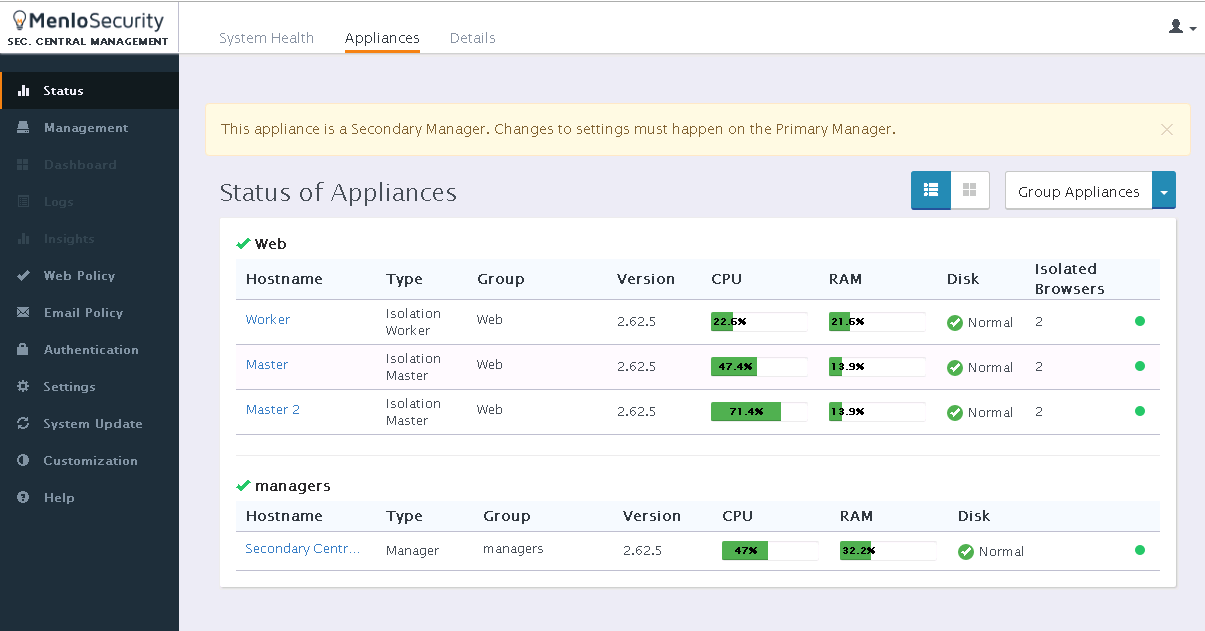 MenloSecurity
SEC. CENTRAL MANAGEMENT
System Health Appliances Details
Status
Management
Dashboard
Logs
Insights
Web Policy
Email Policy
Authentication
Settings
System Update
Customization
Help
This appliance is a Secondary Manager. Changes to settings must happen on the Primary Manager.
Status of Appliances
Group Appliances
Web
Hostname Type Group Version CPU RAM Disk Isolated Browsers
Worker Isolation Worker Web 2.62.5 22.6% 21.6% Normal 2
Master Isolation Master Web 2.62.5 47.4% 13.9% Normal 2
Master 2 Isolation Master Web 2.62.5 71.4% 13.9% Normal 2
managers
Hostname Type Group Version CPU RAM Disk
Secondary Centr... Manager managers 2.62.5 47% 32.2% Normal